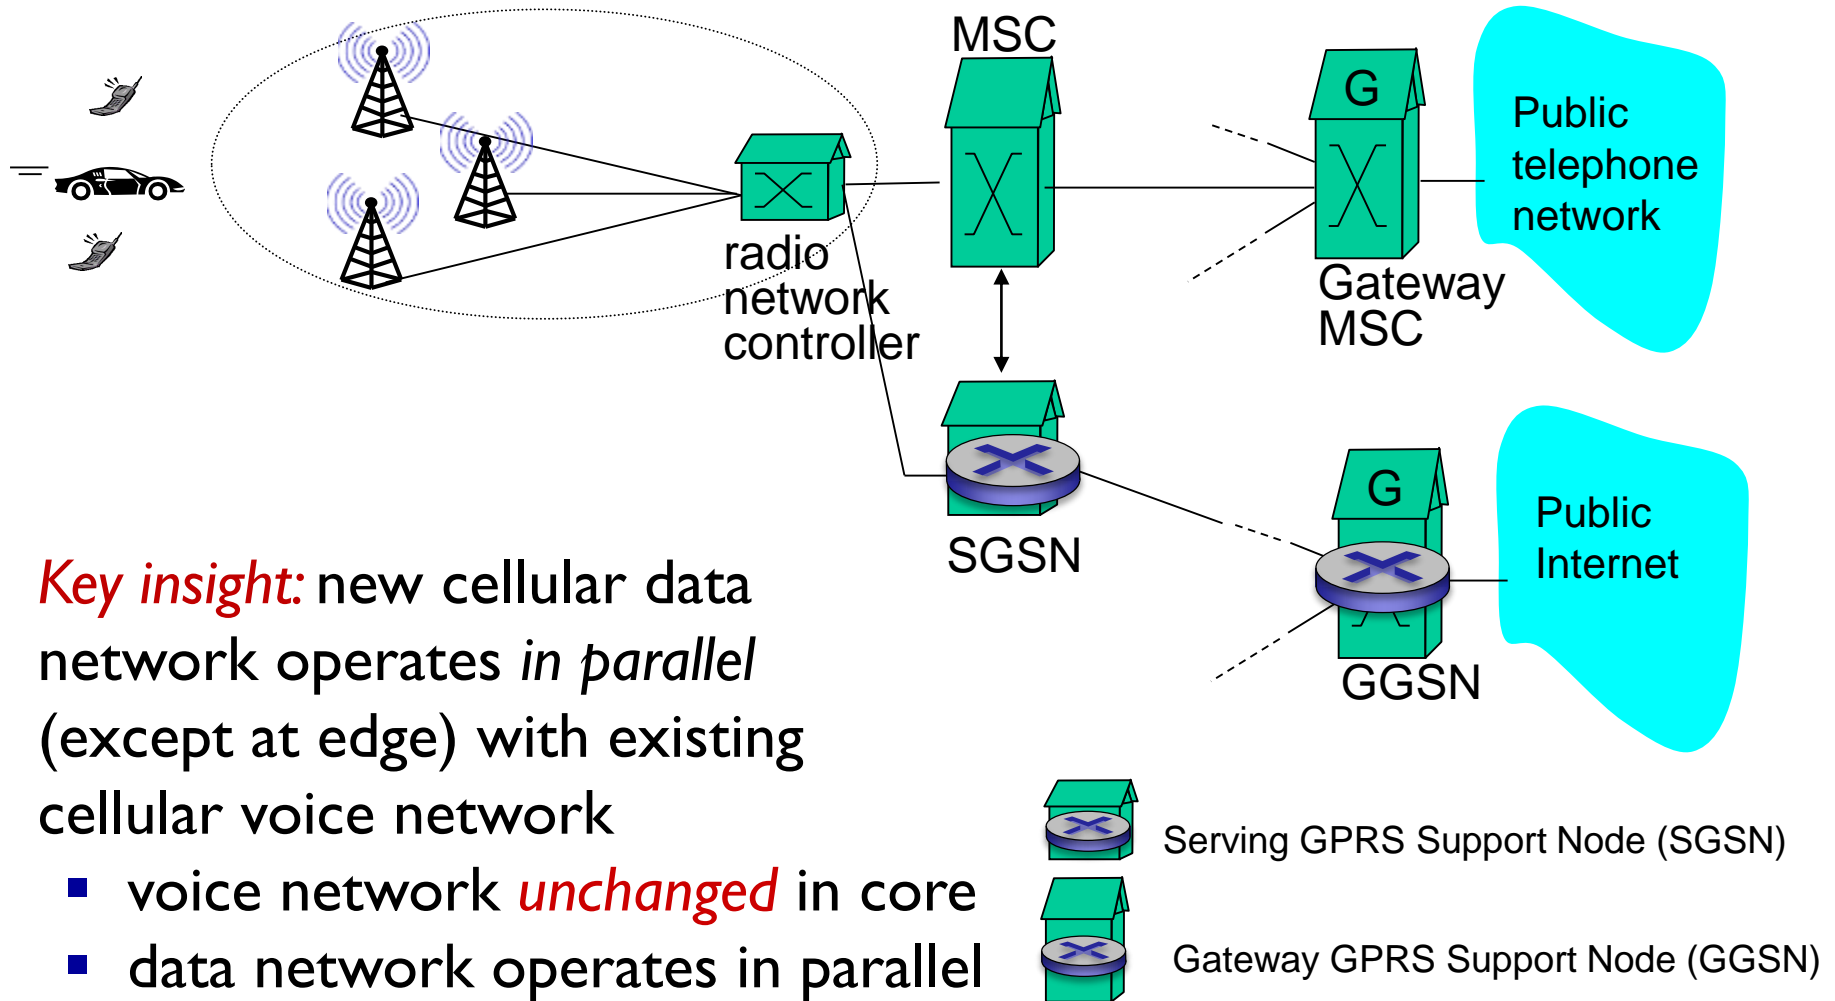 MSC
G
Public
telephone
network
radio
network
controller
Gateway
MSC
SGSN
G
Public
Internet
GGSN
Key insight: new cellular data
network operates in parallel
(except at edge) with existing
cellular voice network
▪ voice network unchanged in core
▪ data network operates in parallel
Serving GPRS Support Node (SGSN)
Gateway GPRS Support Node (GGSN)